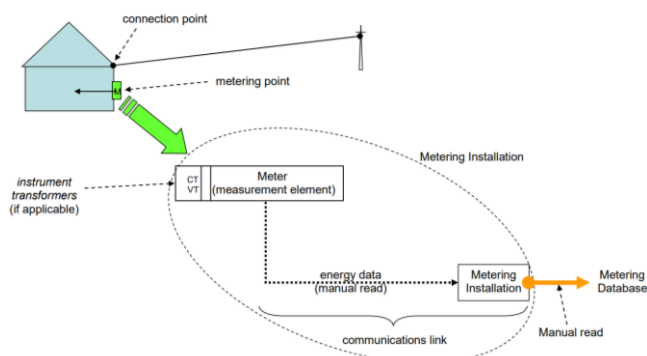 connection point
metering point
M
Metering Installation
instrument
transformers
(if applicable)
CT
VT
Meter
(measurement element)
energy data
(manual read)
Metering
Installation
Metering
Database
Manual read
communications link